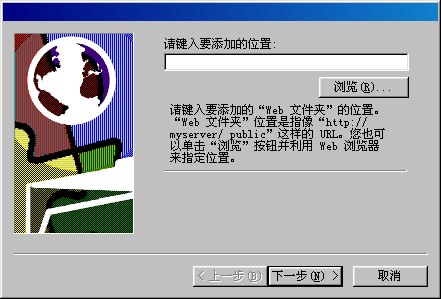 请键入要添加的位置:
浏览(R)...
请键入要添加的“Web 文件夹”的位置。
“Web 文件夹”位置是指像“http://
myserver/ public”这样的 URL。您也可
以单击“浏览”按钮并利用 Web 浏览器
来指定位置。
< 上一步(B) 下一步(N) > 取消